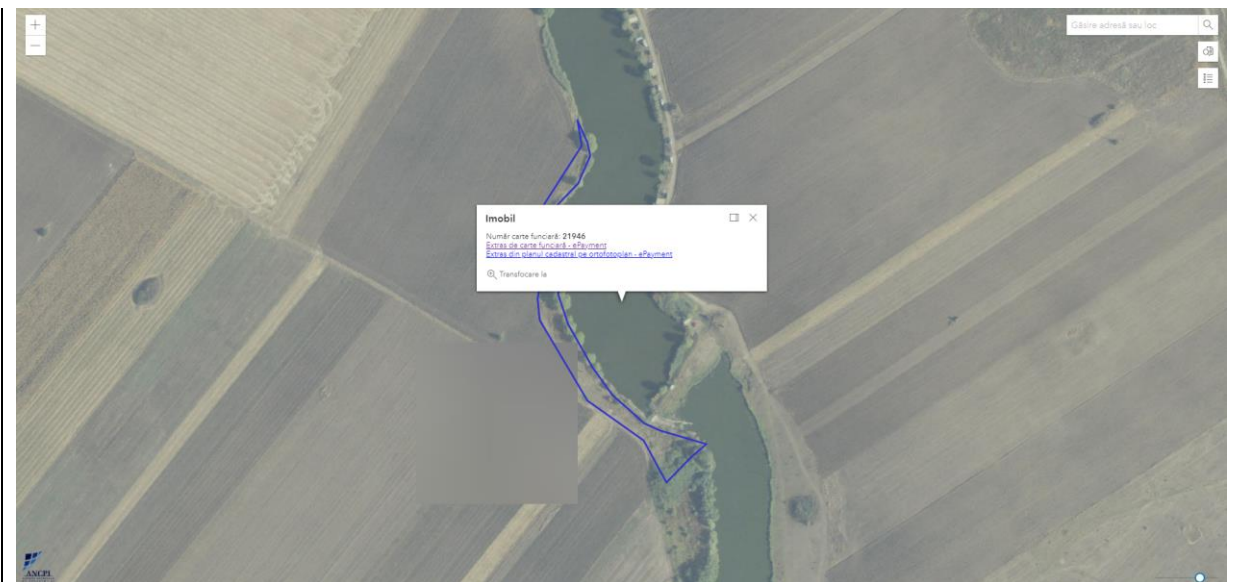 +
−
Găsire adresă sau loc
Imobil
Număr carte funciară: 21946
Extras de carte funciară - ePayment
Extras din planul cadastral pe ortofotoplan - ePayment
Transfocare la
ANCPI